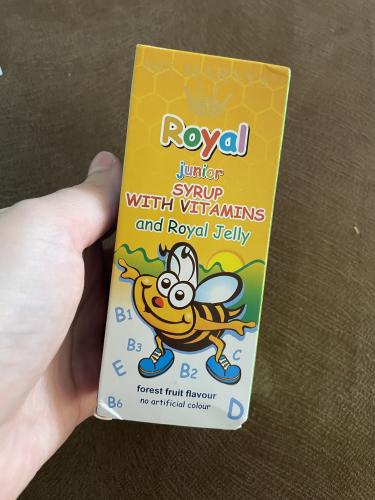 Royal
junior
SYRUP
WITH VITAMINS
and Royal Jelly
B1
B3
E
B2
C
B6
D
forest fruit flavour
no artificial colour